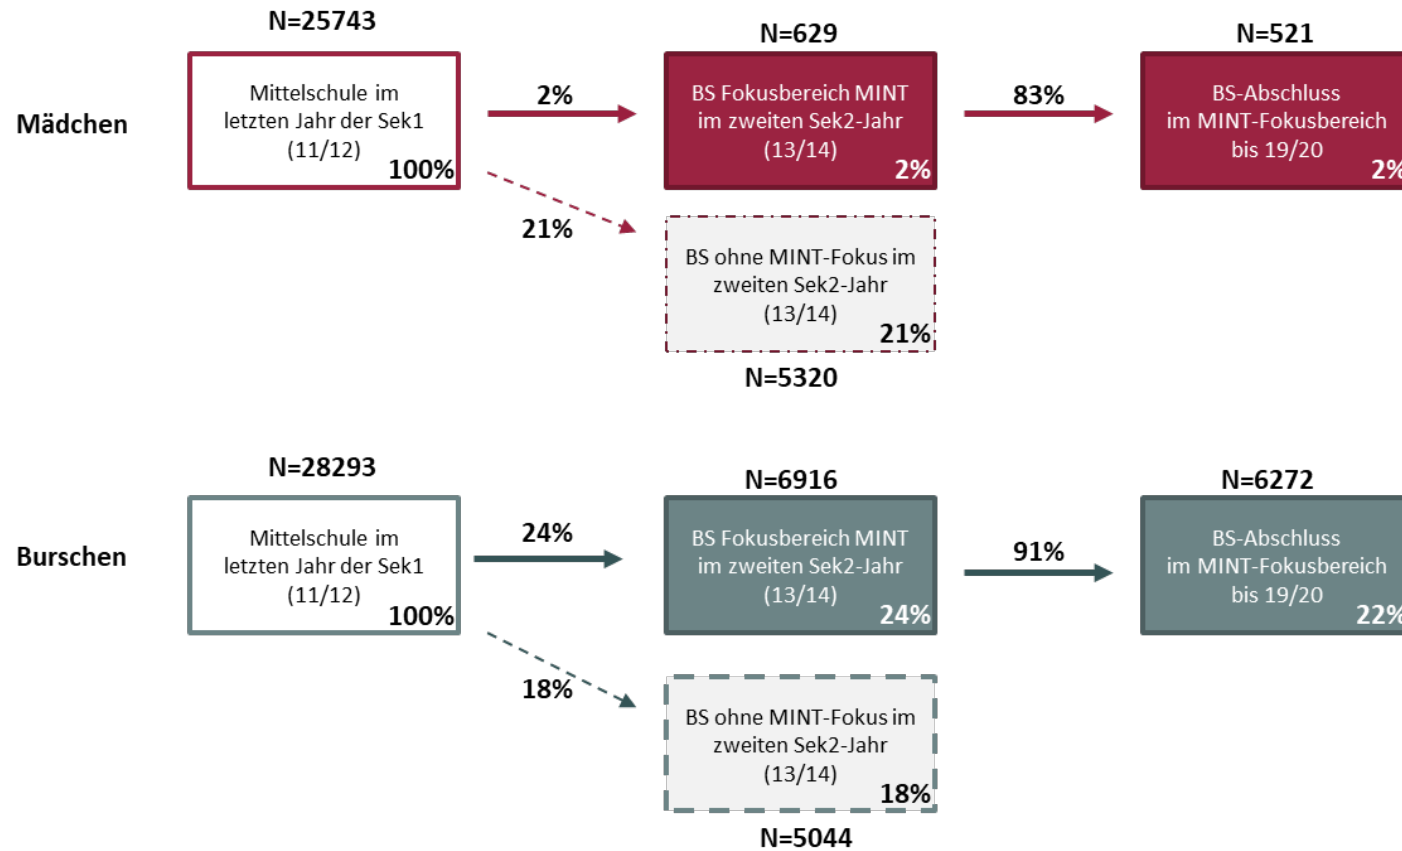 N=25743
N=629
N=521
Mädchen
Mittelschule im
letzten Jahr der Sek1
(11/12)
100%
2%
BS Fokusbereich MINT
im zweiten Sek2-Jahr
(13/14)
2%
83%
BS-Abschluss
im MINT-Fokusbereich
bis 19/20
2%
21%
BS ohne MINT-Fokus im
zweiten Sek2-Jahr
(13/14)
21%
N=5320
N=28293
N=6916
N=6272
Burschen
Mittelschule im
letzten Jahr der Sek1
(11/12)
100%
24%
BS Fokusbereich MINT
im zweiten Sek2-Jahr
(13/14)
24%
91%
BS-Abschluss
im MINT-Fokusbereich
bis 19/20
22%
18%
BS ohne MINT-Fokus im
zweiten Sek2-Jahr
(13/14)
18%
N=5044